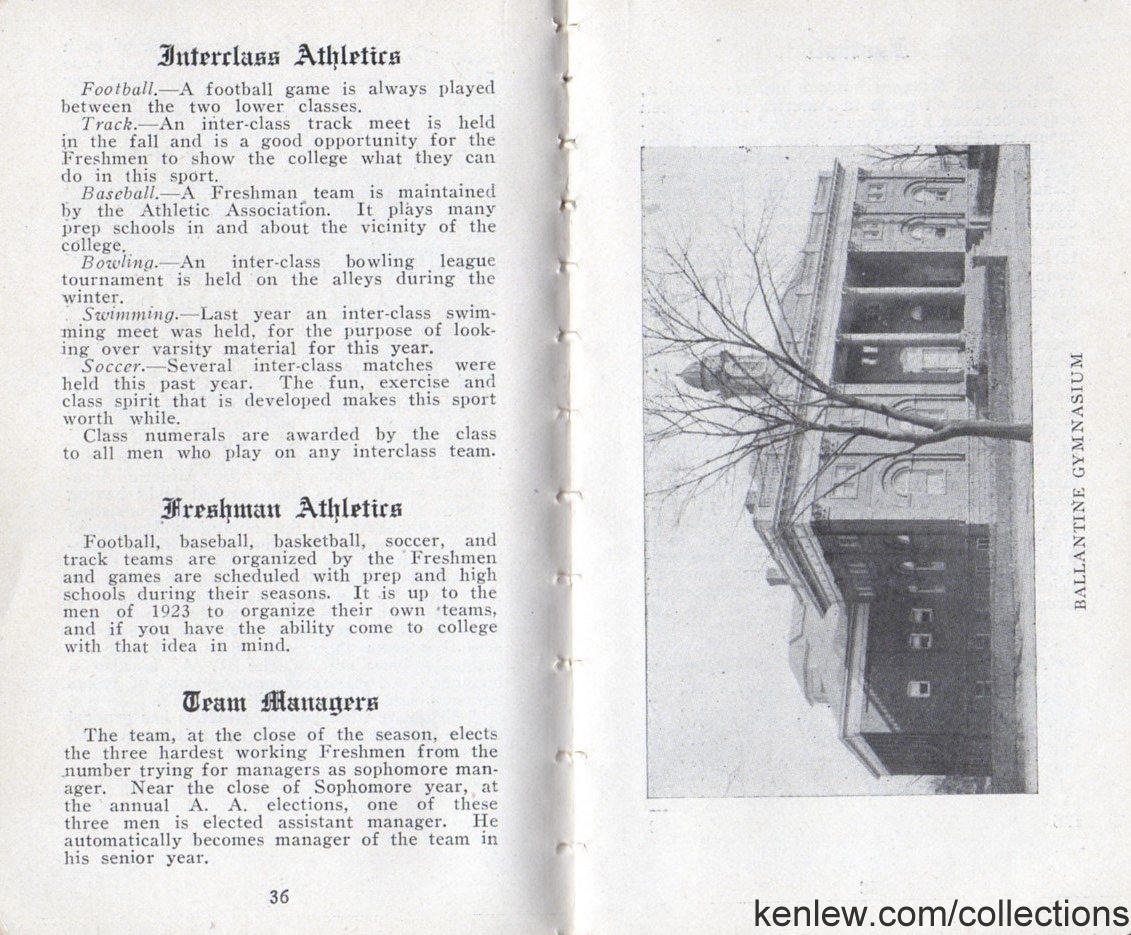 Interclass Athletics
Football.—A football game is always played
between the two lower classes.
Track.—An inter-class track meet is held
in the fall and is a good opportunity for the
Freshmen to show the college what they can
do in this sport.
Baseball.—A Freshman team is maintained
by the Athletic Association. It plays many
prep schools in and about the vicinity of the
college.
Bowling.—An inter-class bowling league
tournament is held on the alleys during the
winter.
Swimming.—Last year an inter-class swim-
ming meet was held, for the purpose of look-
ing over varsity material for this year.
Soccer.—Several inter-class matches were
held this past year. The fun, exercise and
class spirit that is developed makes this sport
worth while.
Class numerals are awarded by the class
to all men who play on any interclass team.
Freshman Athletics
Football, baseball, basketball, soccer, and
track teams are organized by the Freshmen
and games are scheduled with prep and high
schools during their seasons. It is up to the
men of 1923 to organize their own teams,
and if you have the ability come to college
with that idea in mind.
Team Managers
The team, at the close of the season, elects
the three hardest working Freshmen from the
number trying for managers as sophomore man-
ager. Near the close of Sophomore year, at
the annual A. A. elections, one of these
three men is elected assistant manager. He
automatically becomes manager of the team in
his senior year.
36
BALLANTINE GYMNASIUM
kenlew.com/collections